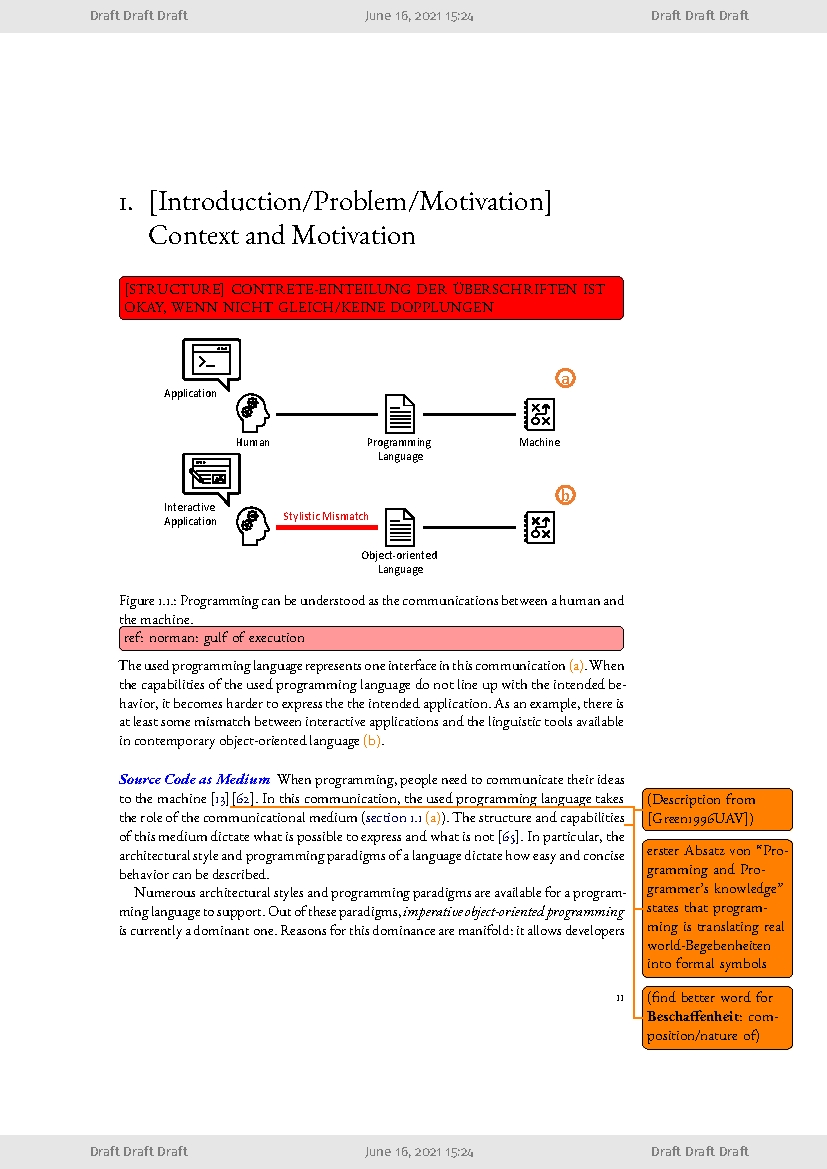 Draft Draft Draft June 16, 2021 15:24 Draft Draft Draft
1. [Introduction/Problem/Motivation]
Context and Motivation
[STRUCTURE] CONTRETE-EINTEILUNG DER ÜBERSCHRIFTEN IST
OKAY, WENN NICHT GLEICH/KEINE DOPPLUNGEN
a
Application
Human
Programming
Language
Machine
b
Interactive
Application
Stylistic Mismatch
Object-oriented
Language
Figure 1.1.: Programming can be understood as the communications between a human and
the machine.
ref: norman: gulf of execution
The used programming language represents one interface in this communication (a). When
the capabilities of the used programming language do not line up with the intended be-
havior, it becomes harder to express the the intended application. As an example, there is
at least some mismatch between interactive applications and the linguistic tools available
in contemporary object-oriented language (b).
Source Code as Medium When programming, people need to communicate their ideas
to the machine [13][62]. In this communication, the used programming language takes
the role of the communicational medium (section 1.1 (a)). The structure and capabilities
of this medium dictate what is possible to express and what is not [65]. In particular, the
architectural style and programming paradigms of a language dictate how easy and concise
behavior can be described.
Numerous architectural styles and programming paradigms are available for a program-
ming language to support. Out of these paradigms, imperative object-oriented programming
is currently a dominant one. Reasons for this dominance are manifold: it allows developers
(Description from
[Green1996UAV])
erster Absatz von “Pro-
gramming and Pro-
grammer’s knowledge”
states that program-
ming is translating real
world-Begebenheiten
into formal symbols
(find better word for
Beschaffenheit: com-
position/nature of)
11
Draft Draft Draft June 16, 2021 15:24 Draft Draft Draft